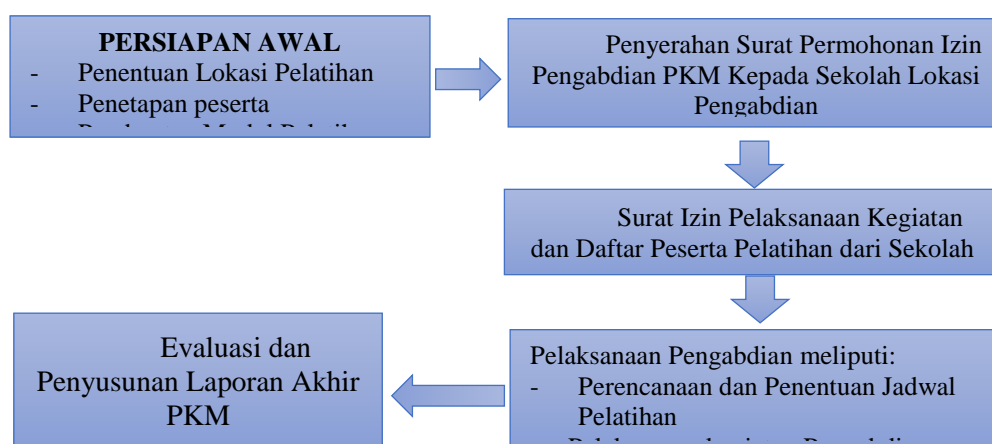 PERSIAPAN AWAL
- Penentuan Lokasi Pelatihan
- Penetapan peserta
Penyerahan Surat Permohonan Izin
Pengabdian PKM Kepada Sekolah Lokasi
Pengabdian
Surat Izin Pelaksanaan Kegiatan
dan Daftar Peserta Pelatihan dari Sekolah
Pelaksanaan Pengabdian meliputi:
- Perencanaan dan Penentuan Jadwal
Pelatihan
Evaluasi dan
Penyusunan Laporan Akhir
PKM